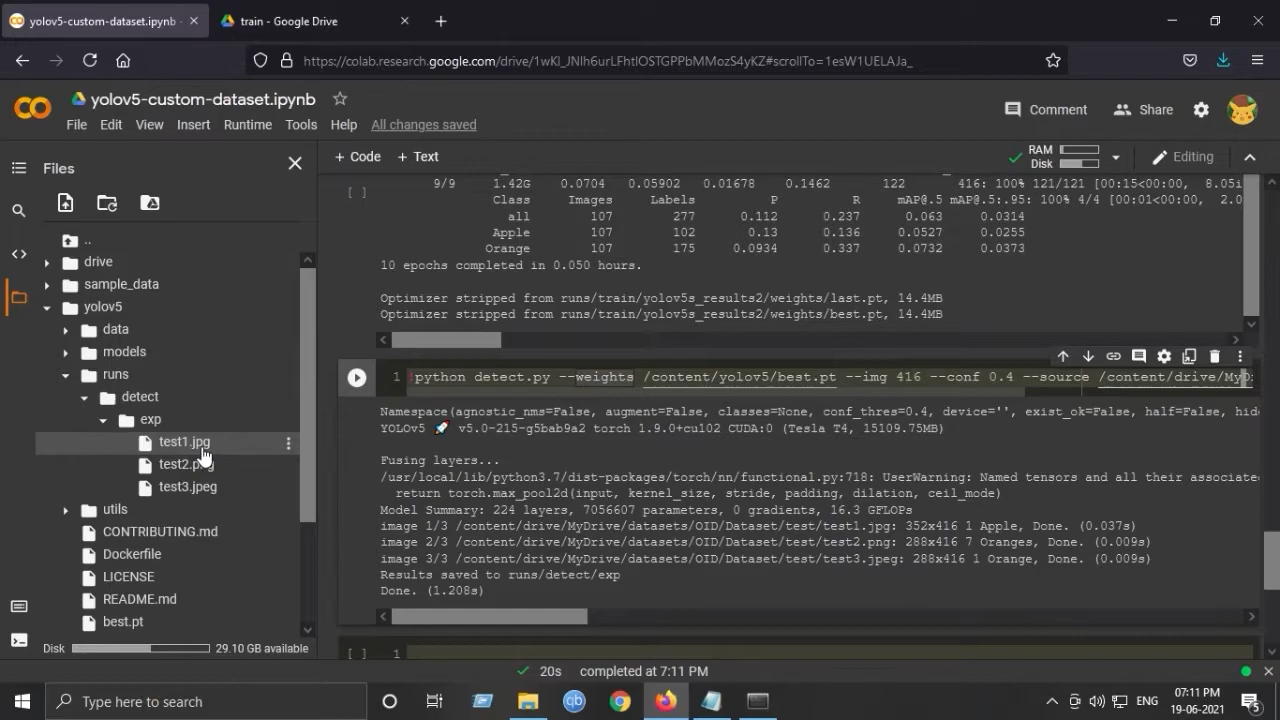 yolov5-custom-dataset.ipynb
train - Google Drive
https://colab.research.google.com/drive/1wKl_JNlh6urLFhtIOSTGPPbMMozS4yKZ#scrollTo=1esW1UELAJa_
yolov5-custom-dataset.ipynb
File Edit View Insert Runtime Tools Help All changes saved
Comment Share
Files
+ Code + Text
RAM
Disk
Editing
..
drive
sample_data
yolov5
data
models
runs
detect
exp
test1.jpg
test3.jpeg
utils
CONTRIBUTING.md
Dockerfile
LICENSE
README.md
best.pt
Disk 29.10 GB available
[ ]
9/9 1.42G 0.0704 0.05902 0.01678 0.1462 122 416: 100% 121/121 [00:15<00:00, 8.05i
Class Images Labels P R mAP@.5 mAP@.5:.95: 100% 4/4 [00:01<00:00, 2.0
all 107 277 0.112 0.237 0.063 0.0314
Apple 107 102 0.13 0.136 0.0527 0.0255
Orange 107 175 0.0934 0.337 0.0732 0.0373
10 epochs completed in 0.050 hours.
Optimizer stripped from runs/train/yolov5s_results2/weights/last.pt, 14.4MB
Optimizer stripped from runs/train/yolov5s_results2/weights/best.pt, 14.4MB
1 !python detect.py --weights /content/yolov5/best.pt --img 416 --conf 0.4 --source /content/drive/MyD
Namespace(agnostic_nms=False, augment=False, classes=None, conf_thres=0.4, device='', exist_ok=False, half=False, hid
YOLOv5 🚀 v5.0-215-g5bab9a2 torch 1.9.0+cu102 CUDA:0 (Tesla T4, 15109.75MB)
Fusing layers...
/usr/local/lib/python3.7/dist-packages/torch/nn/functional.py:718: UserWarning: Named tensors and all their associate
return torch.max_pool2d(input, kernel_size, stride, padding, dilation, ceil_mode)
Model Summary: 224 layers, 7056607 parameters, 0 gradients, 16.3 GFLOPs
image 1/3 /content/drive/MyDrive/datasets/OID/Dataset/test/test1.jpg: 352x416 1 Apple, Done. (0.037s)
image 2/3 /content/drive/MyDrive/datasets/OID/Dataset/test/test2.png: 288x416 7 Oranges, Done. (0.009s)
image 3/3 /content/drive/MyDrive/datasets/OID/Dataset/test/test3.jpeg: 288x416 1 Orange, Done. (0.009s)
Results saved to runs/detect/exp
Done. (1.208s)
[ ] 1
20s completed at 7:11 PM
Type here to search
ENG
07:11 PM
19-06-2021
5